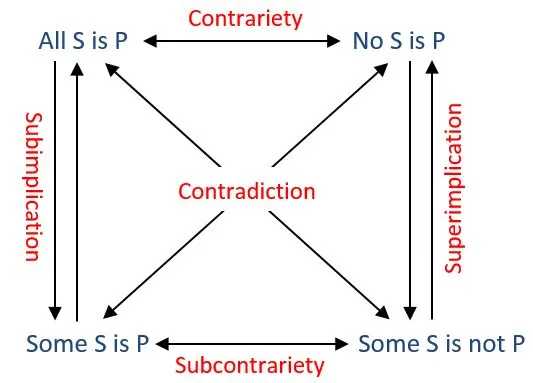 Contrariety
All S is P
No S is P
Subimplication
Contradiction
Superimplication
Some S is P
Some S is not P
Subcontrariety